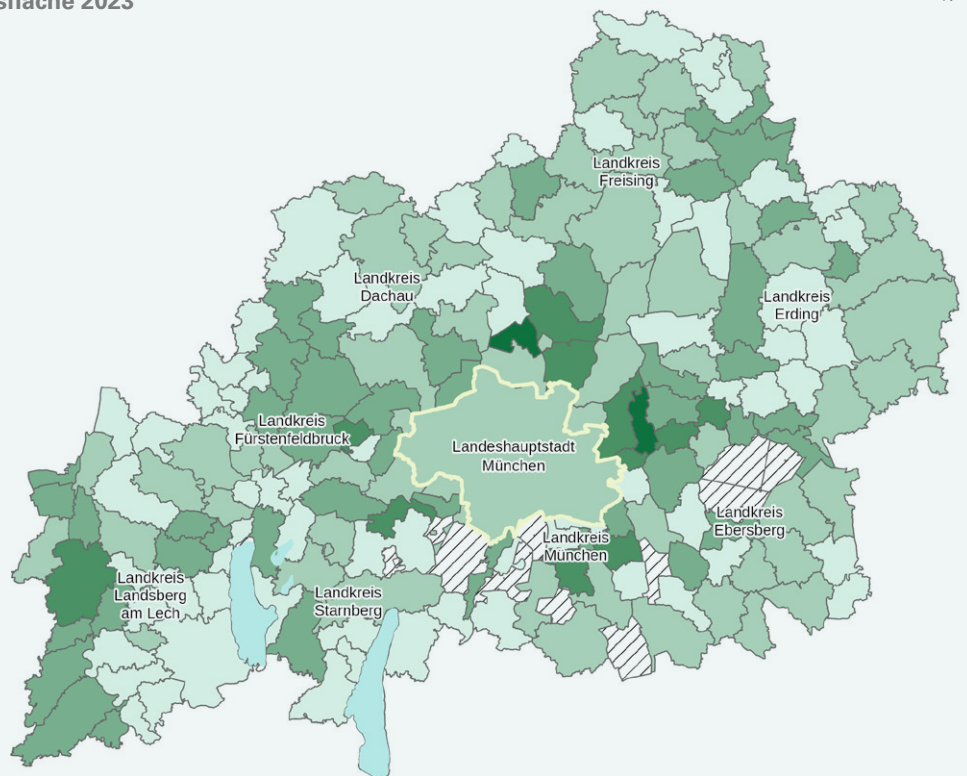 2023
Landkreis
Freising
Landkreis
Dachau
Landkreis
Erding
Landkreis
Fürstenfeldbruck
Landeshauptstadt
München
Landkreis
Ebersberg
Landkreis
München
Landkreis
Landsberg
am Lech
Landkreis
Starnberg